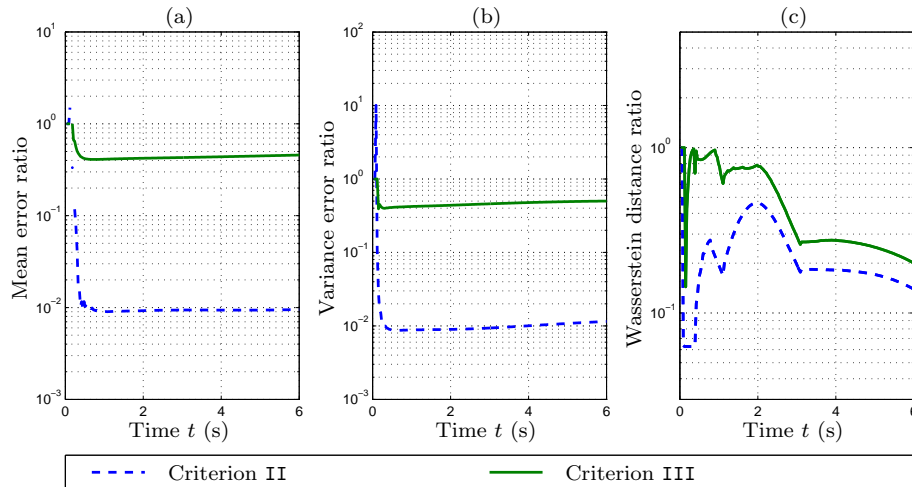 (a)
(b)
(c)
Mean error ratio
10^1
10^0
10^-1
10^-2
10^-3
0 2 4 6
Time t (s)
Variance error ratio
10^2
10^1
10^0
10^-1
10^-2
10^-3
0 2 4 6
Time t (s)
Wasserstein distance ratio
10^0
10^-1
0 2 4 6
Time t (s)
Criterion II
Criterion III